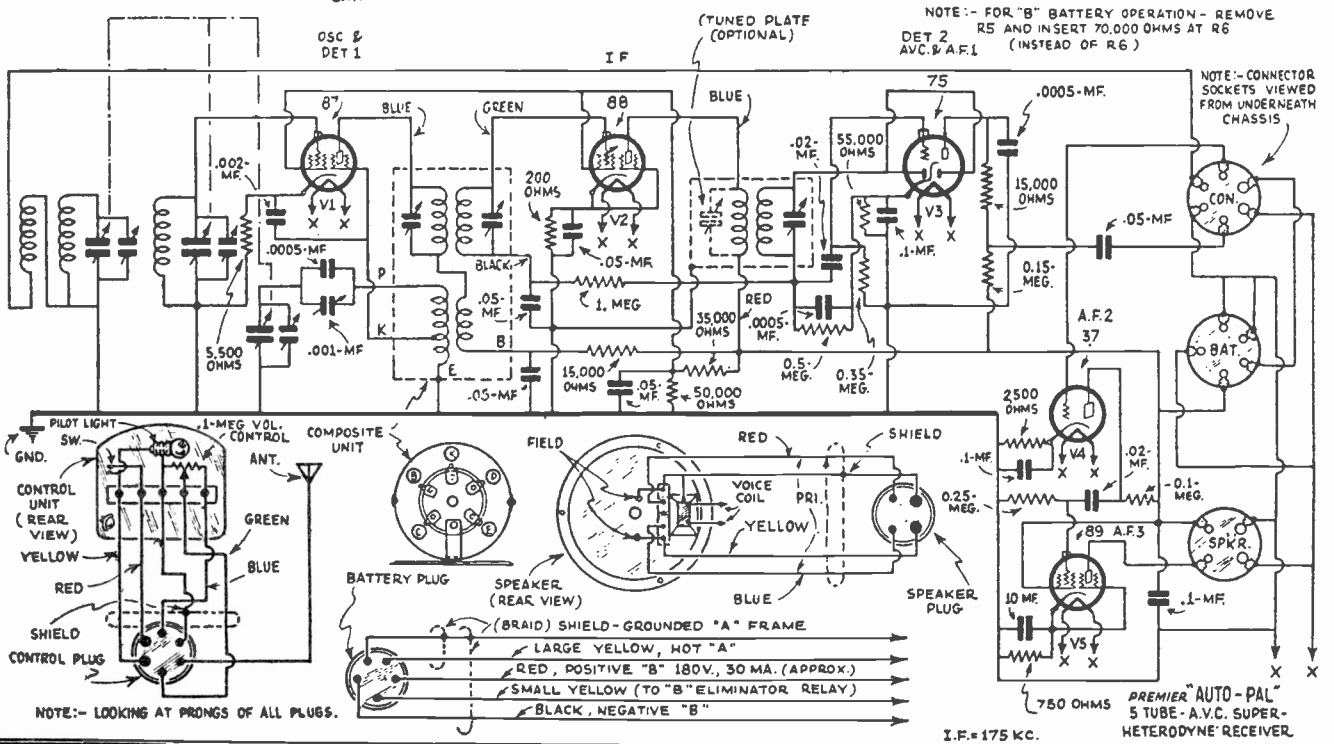 NOTE:- FOR "B" BATTERY OPERATION - REMOVE
R5 AND INSERT 70,000 OHMS AT R6
(INSTEAD OF R6)
OSC &
DET 1
I F
(TUNED PLATE
(OPTIONAL)
DET 2
AVC. & A.F.1
NOTE:- CONNECTOR
SOCKETS VIEWED
FROM UNDERNEATH
CHASSIS
87
BLUE
GREEN
88
BLUE
75
.0005-MF.
.002-
MF.
V1
X X
200
OHMS
V2
X X
.05-MF.
.02-
MF.
55,000
OHMS
V3
X X
.1-MF.
15,000
OHMS
CON.
.05-MF
.0005-MF
P
BLACK
K
.05-
MF
1. MEG
RED
0.15-
MEG.
5,500
OHMS
.001-MF
B
E
35,000
OHMS
.0005-
MF.
0.5-
MEG.
0.35-
MEG.
A.F.2
37
BAT.
15,000
OHMS
.05-MF
.05-
MF.
50,000
OHMS
2500
OHMS
V4
X X
.1-MF.
.02-
MF.
0.1-
MEG.
0.25-
MEG.
89 A.F.3
SPKR.
10 MF.
V5
X X
.1-MF.
750 OHMS
X X
GND.
PILOT LIGHT
SW.
.1-MEG VOL.
CONTROL
ANT.
CONTROL
UNIT
(REAR
VIEW)
YELLOW
RED
GREEN
BLUE
SHIELD
CONTROL PLUG
NOTE:- LOOKING AT PRONGS OF ALL PLUGS.
COMPOSITE
UNIT
K
B
P
E
E
FIELD
RED
SHIELD
VOICE
COIL
PRI.
YELLOW
BLUE
SPEAKER
(REAR VIEW)
SPEAKER
PLUG
BATTERY PLUG
(BRAID) SHIELD-GROUNDED "A" FRAME
LARGE YELLOW, HOT "A"
RED, POSITIVE "B" 180V., 30 MA. (APPROX.)
SMALL YELLOW (TO "B" ELIMINATOR RELAY)
BLACK, NEGATIVE "B"
I.F.= 175 KC.
PREMIER "AUTO-PAL"
5 TUBE - A.V.C. SUPER-
HETERODYNE RECEIVER